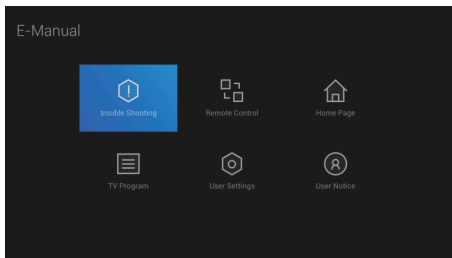 E-Manual
trouble Shooting
Remote Control
Home Page
TV Program
User Settings
User Notice